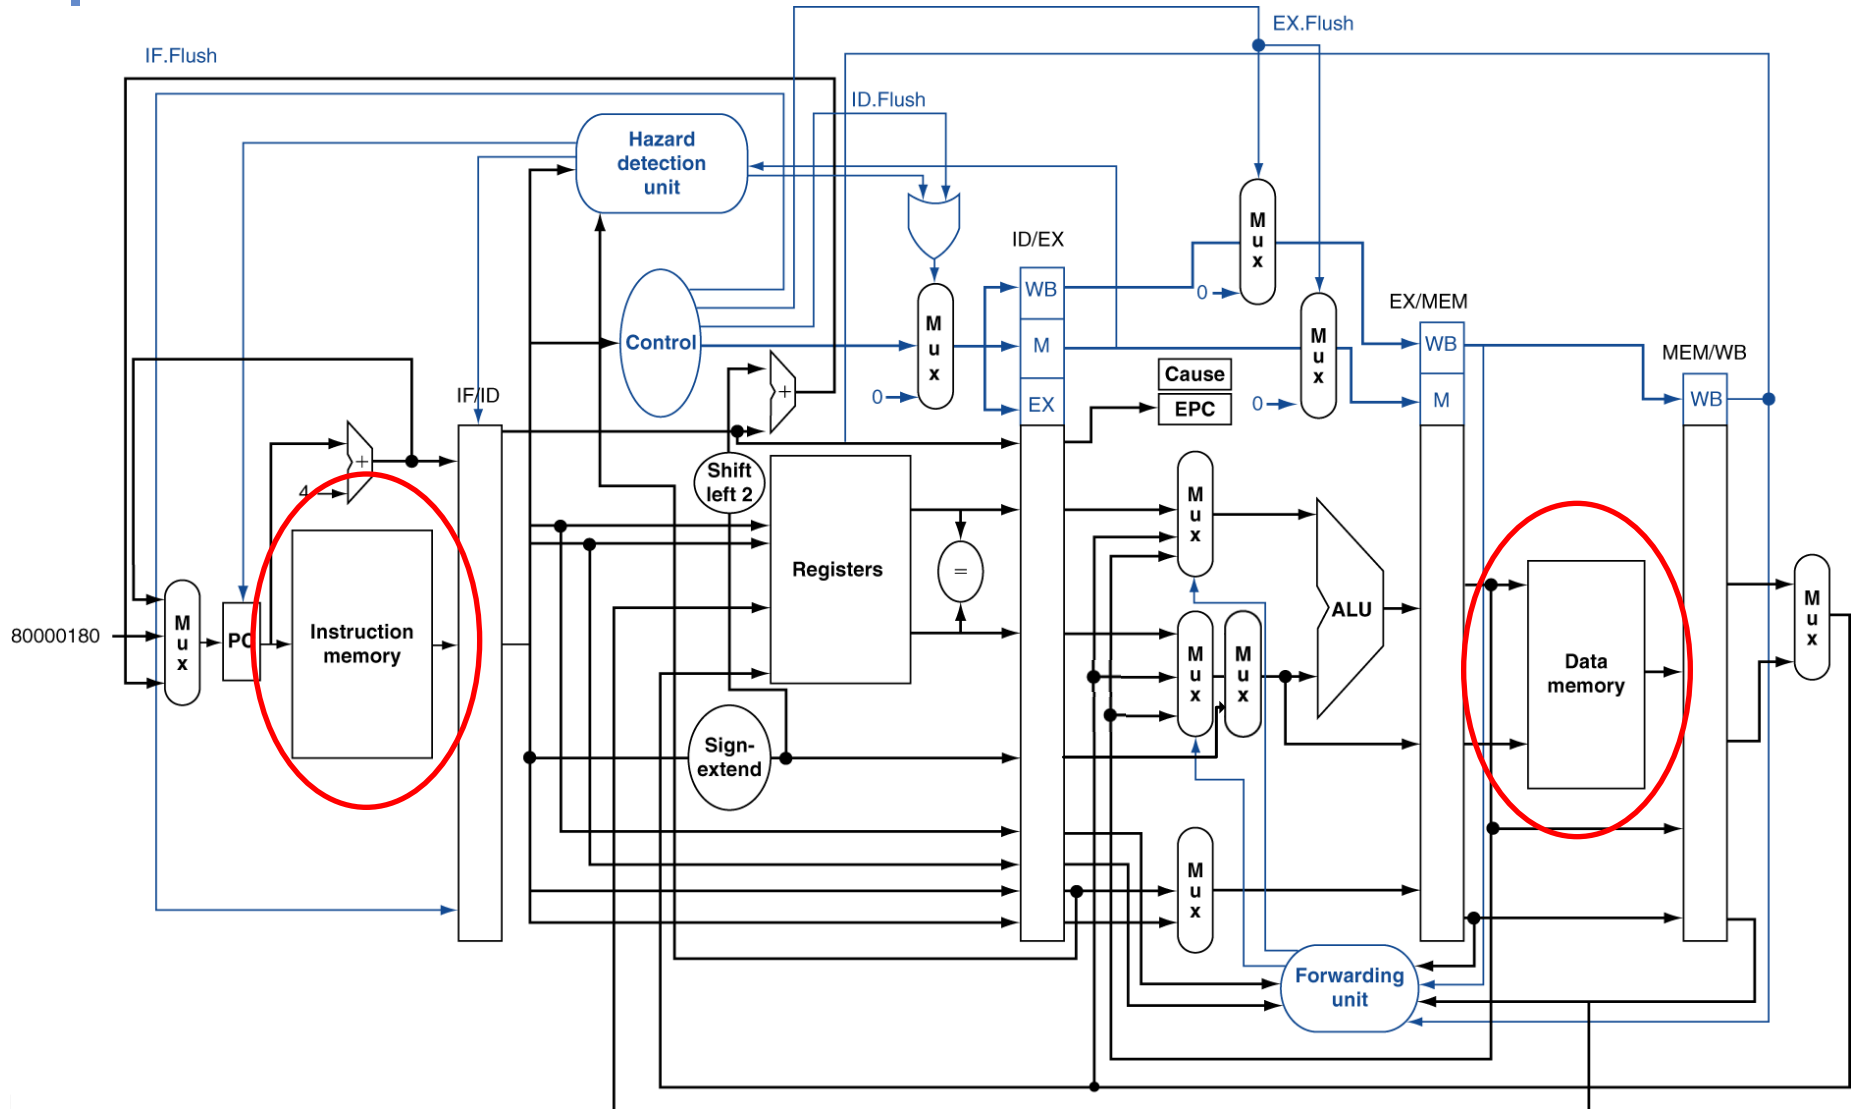 EX.Flush
IF.Flush
ID.Flush
Hazard
detection
unit
M
u
x
ID/EX
0
WB
EX/MEM
M
u
x
M
u
x
Control
M
WB
MEM/WB
0
Cause
EX
EPC
0
M
WB
IF/ID
+
+
4
Shift
left 2
M
u
x
Registers
=
ALU
M
u
x
80000180
M
u
x
PC
Instruction
memory
M
u
x
M
u
x
Data
memory
Sign-
extend
M
u
x
Forwarding
unit